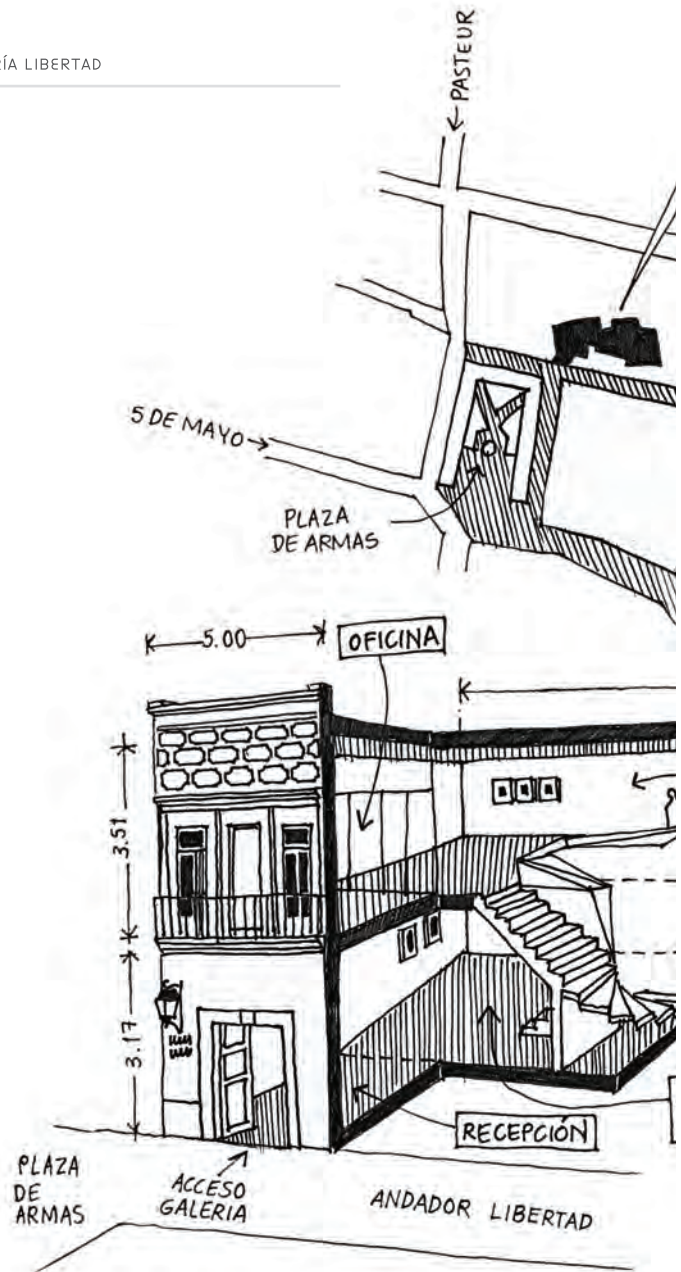 RÍA LIBERTAD
← PASTEUR
5 DE MAYO →
PLAZA
DE ARMAS
5.00
OFICINA
3.51
3.17
RECEPCIÓN
PLAZA
DE
ARMAS
ACCESO
GALERIA
ANDADOR LIBERTAD